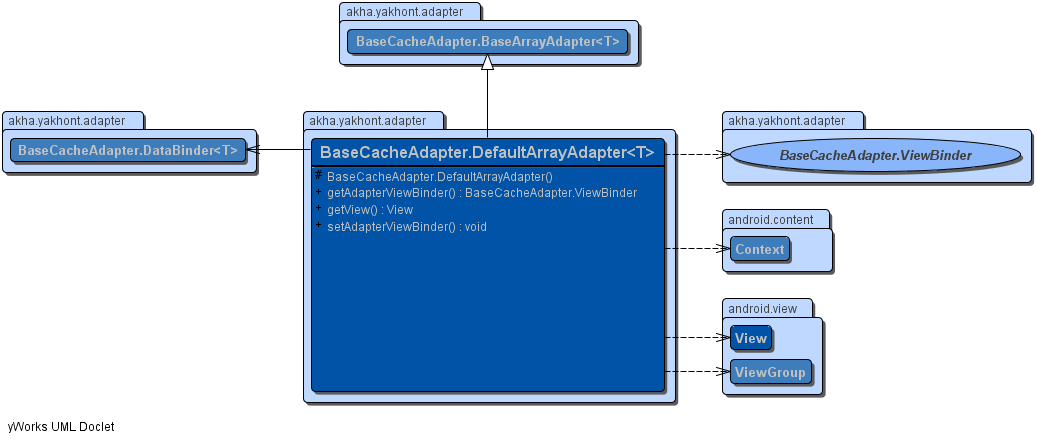 akha.yakhont.adapter
BaseCacheAdapter.BaseArrayAdapter<T>
akha.yakhont.adapter
BaseCacheAdapter.DataBinder<T>
akha.yakhont.adapter
BaseCacheAdapter.DefaultArrayAdapter<T>
# BaseCacheAdapter.DefaultArrayAdapter()
+ getAdapterViewBinder() : BaseCacheAdapter.ViewBinder
+ getView() : View
+ setAdapterViewBinder() : void
akha.yakhont.adapter
BaseCacheAdapter.ViewBinder
android.content
Context
android.view
View
ViewGroup
yWorks UML Doclet